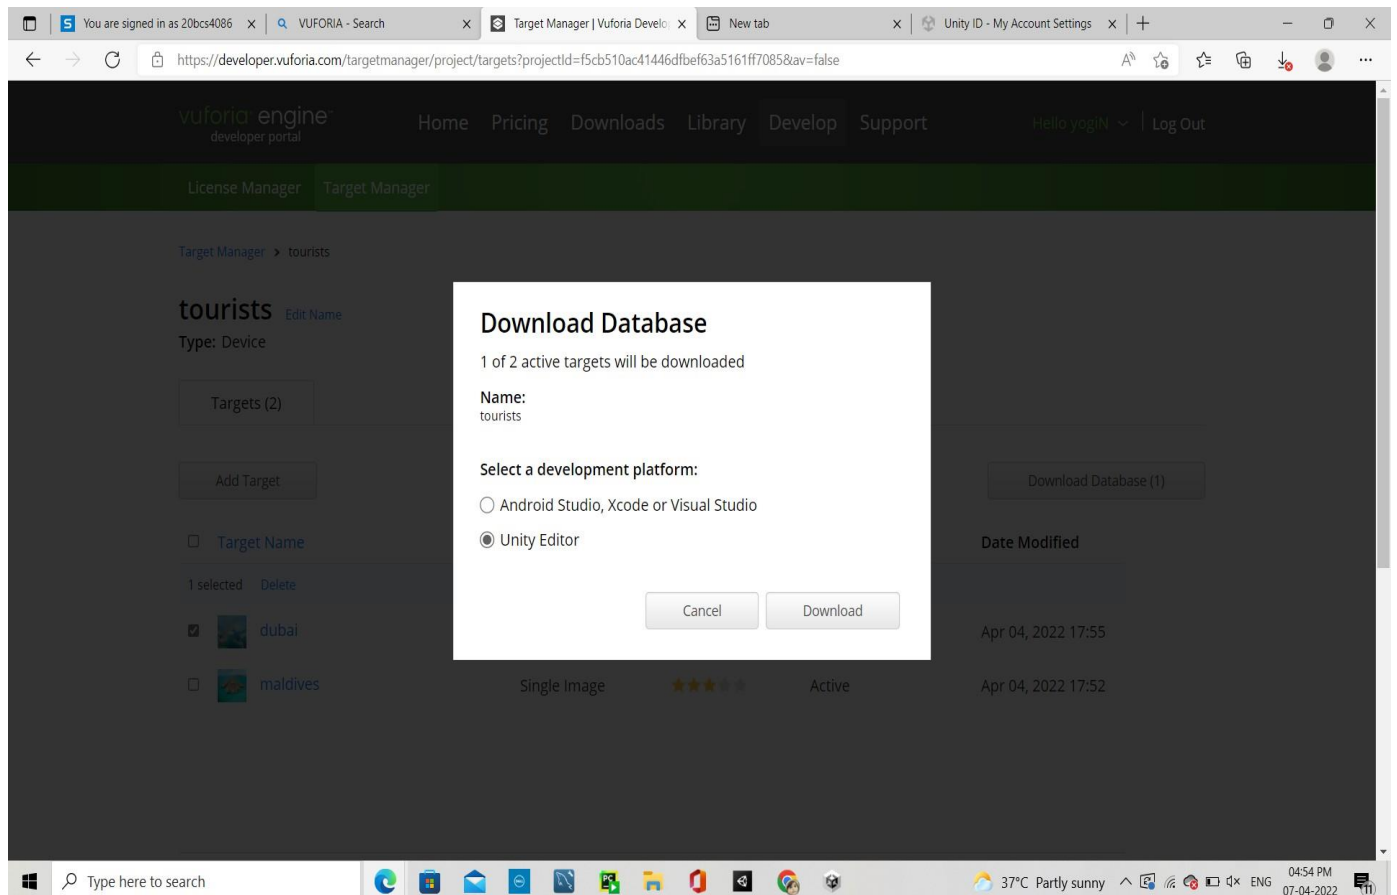 You are signed in as 20bcs4086
VUFORIA - Search
Target Manager | Vuforia Develo
New tab
Unity ID - My Account Settings
https://developer.vuforia.com/targetmanager/project/targets?projectId=f5cb510ac41446dfbef63a5161ff7085&av=false
vuforia engine
developer portal
Home Pricing Downloads Library Develop Support
Hello yogiN
Log Out
License Manager Target Manager
Target Manager > tourists
tourists Edit Name
Type: Device
Targets (2)
Add Target
Download Database (1)
Target Name
Date Modified
1 selected Delete
dubai
Apr 04, 2022 17:55
maldives Single Image Active Apr 04, 2022 17:52
Download Database
1 of 2 active targets will be downloaded
Name:
tourists
Select a development platform:
Android Studio, Xcode or Visual Studio
Unity Editor
Cancel Download
Type here to search
37°C Partly sunny
ENG
04:54 PM
07-04-2022
11